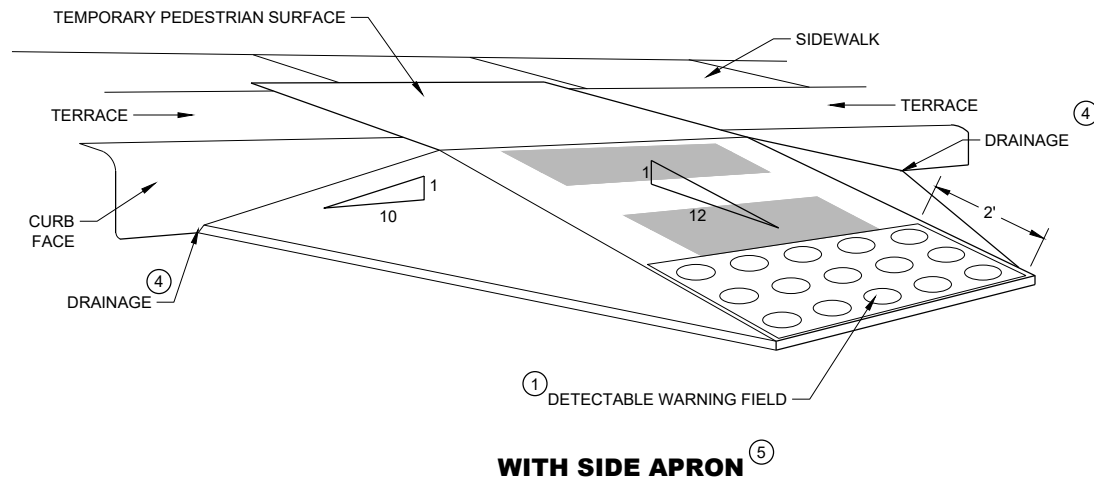 TEMPORARY PEDESTRIAN SURFACE
SIDEWALK
TERRACE
TERRACE
4
DRAINAGE
1
10
1
12
2'
CURB
FACE
4
DRAINAGE
1
DETECTABLE WARNING FIELD
WITH SIDE APRON 5